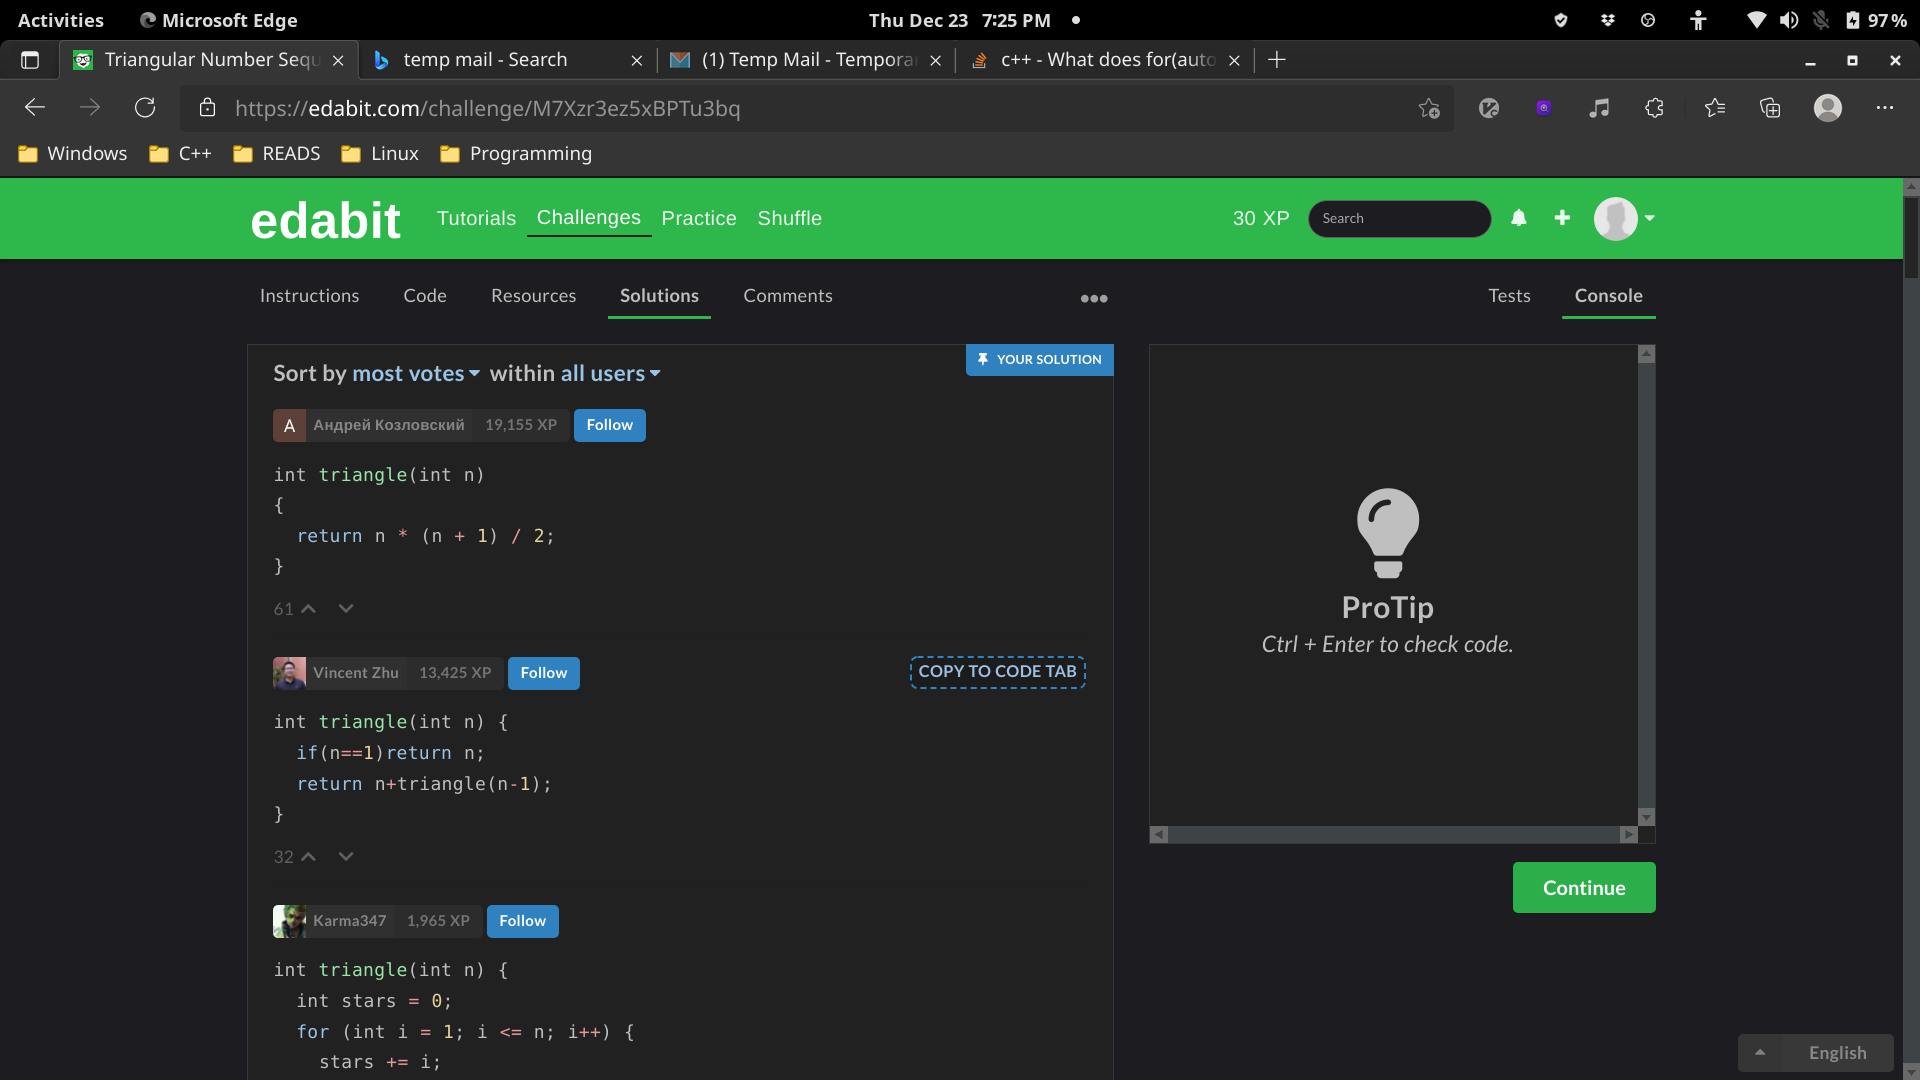 Activities
Microsoft Edge
Thu Dec 23 7:25 PM
97 %
Triangular Number Sequ
temp mail - Search
(1) Temp Mail - Temporar
c++ - What does for(auto
https://edabit.com/challenge/M7Xzr3ez5xBPTu3bq
Windows
C++
READS
Linux
Programming
edabit
Tutorials
Challenges
Practice
Shuffle
30 XP
Search
Instructions
Code
Resources
Solutions
Comments
Tests
Console
Sort by most votes within all users
YOUR SOLUTION
A
Андрей Козловский
19,155 XP
Follow
int triangle(int n)
{
  return n * (n + 1) / 2;
}
61
Vincent Zhu
13,425 XP
Follow
COPY TO CODE TAB
int triangle(int n) {
  if(n==1)return n;
  return n+triangle(n-1);
}
32
Karma347
1,965 XP
Follow
int triangle(int n) {
  int stars = 0;
  for (int i = 1; i <= n; i++) {
    stars += i;
ProTip
Ctrl + Enter to check code.
Continue
English